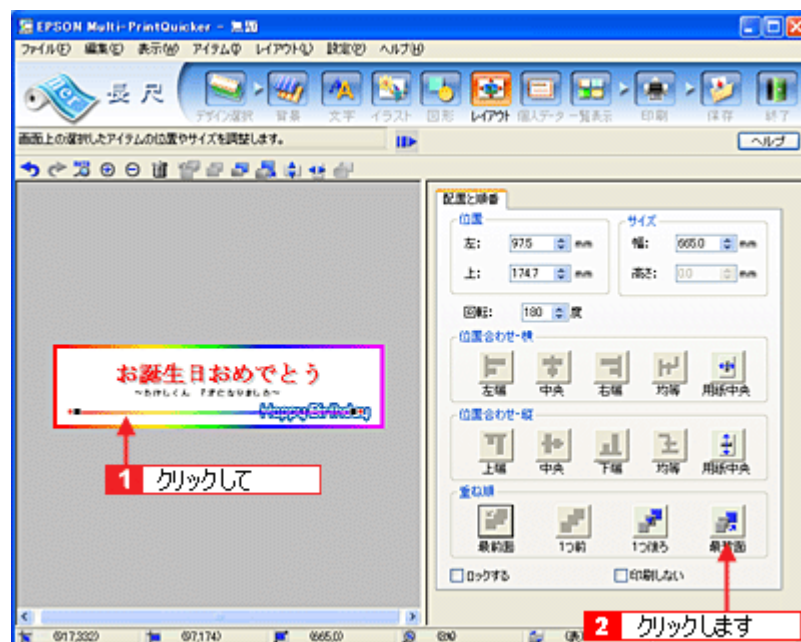 EPSON Multi-PrintQuicker - 無題
ファイル(F) 編集(E) 表示(W) アイテム(I) レイアウト(L) 設定(P) ヘルプ(H)
長尺
デザイン選択 背景 文字 イラスト 図形 レイアウト 個人データ 一覧表示 印刷 保存 終了
画面上の選択したアイテムの位置やサイズを調整します。
ヘルプ
配置と順番
位置 サイズ
左: 97.5 mm 幅: 665.0 mm
上: 174.7 mm 高さ: 0.0 mm
回転: 180 度
位置合わせ-横
左端 中央 右端 均等 用紙中央
位置合わせ-縦
上端 中央 下端 均等 用紙中央
重ね順
最前面 1つ前 1つ後ろ
ロックする 印刷しない
お誕生日おめでとう
Happy Birthday
1 クリックして
2 クリックします
(617,332) (97,174) (665,0)